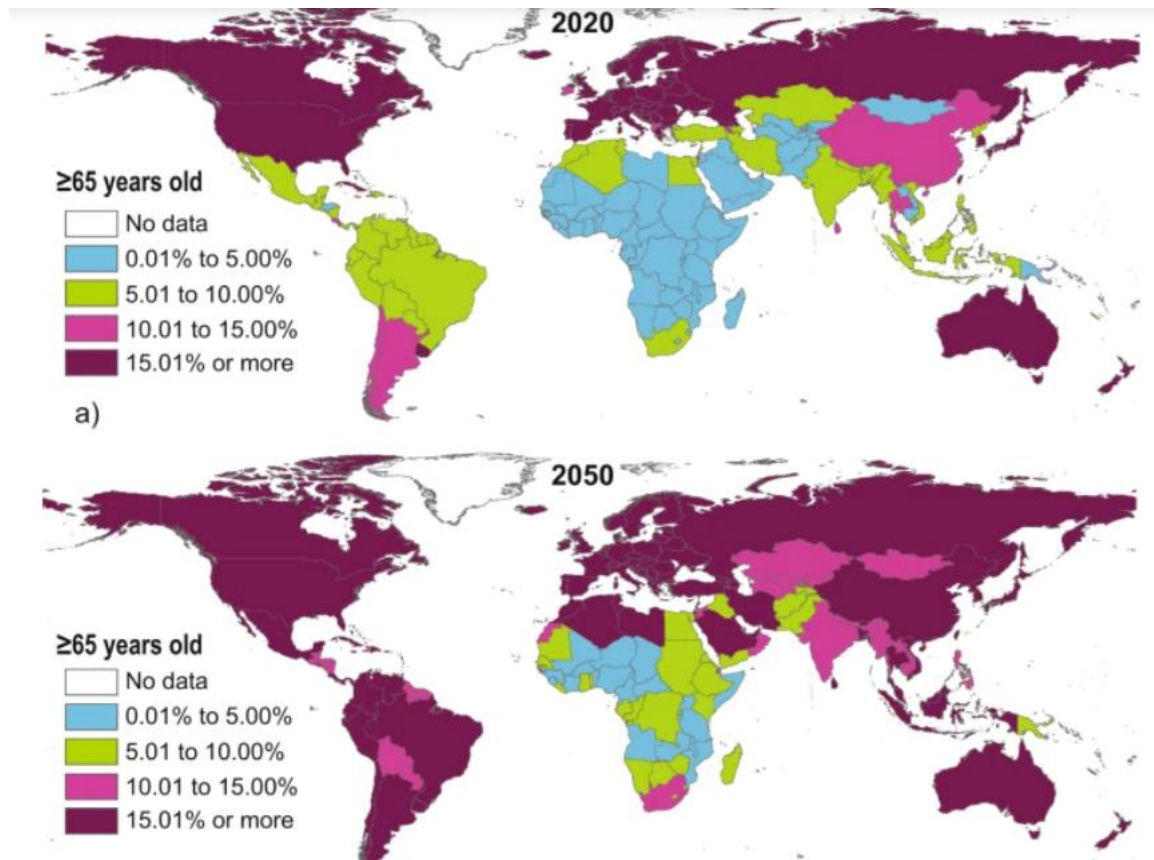 2020
≥65 years old
No data
0.01% to 5.00%
5.01 to 10.00%
10.01 to 15.00%
15.01% or more
a)
2050
≥65 years old
No data
0.01% to 5.00%
5.01 to 10.00%
10.01 to 15.00%
15.01% or more